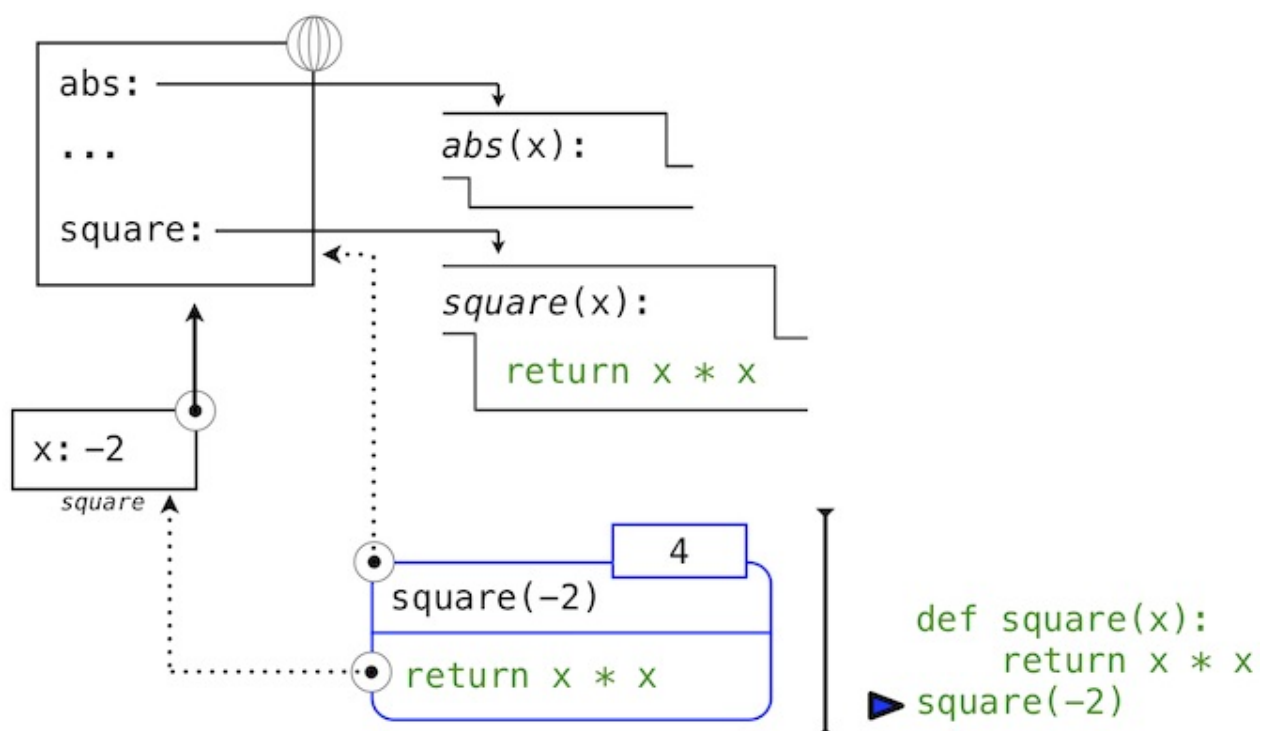 abs:
...
square:
abs(x):
square(x):
return x * x
x: -2
square
4
square(-2)
return x * x
def square(x):
    return x * x
square(-2)